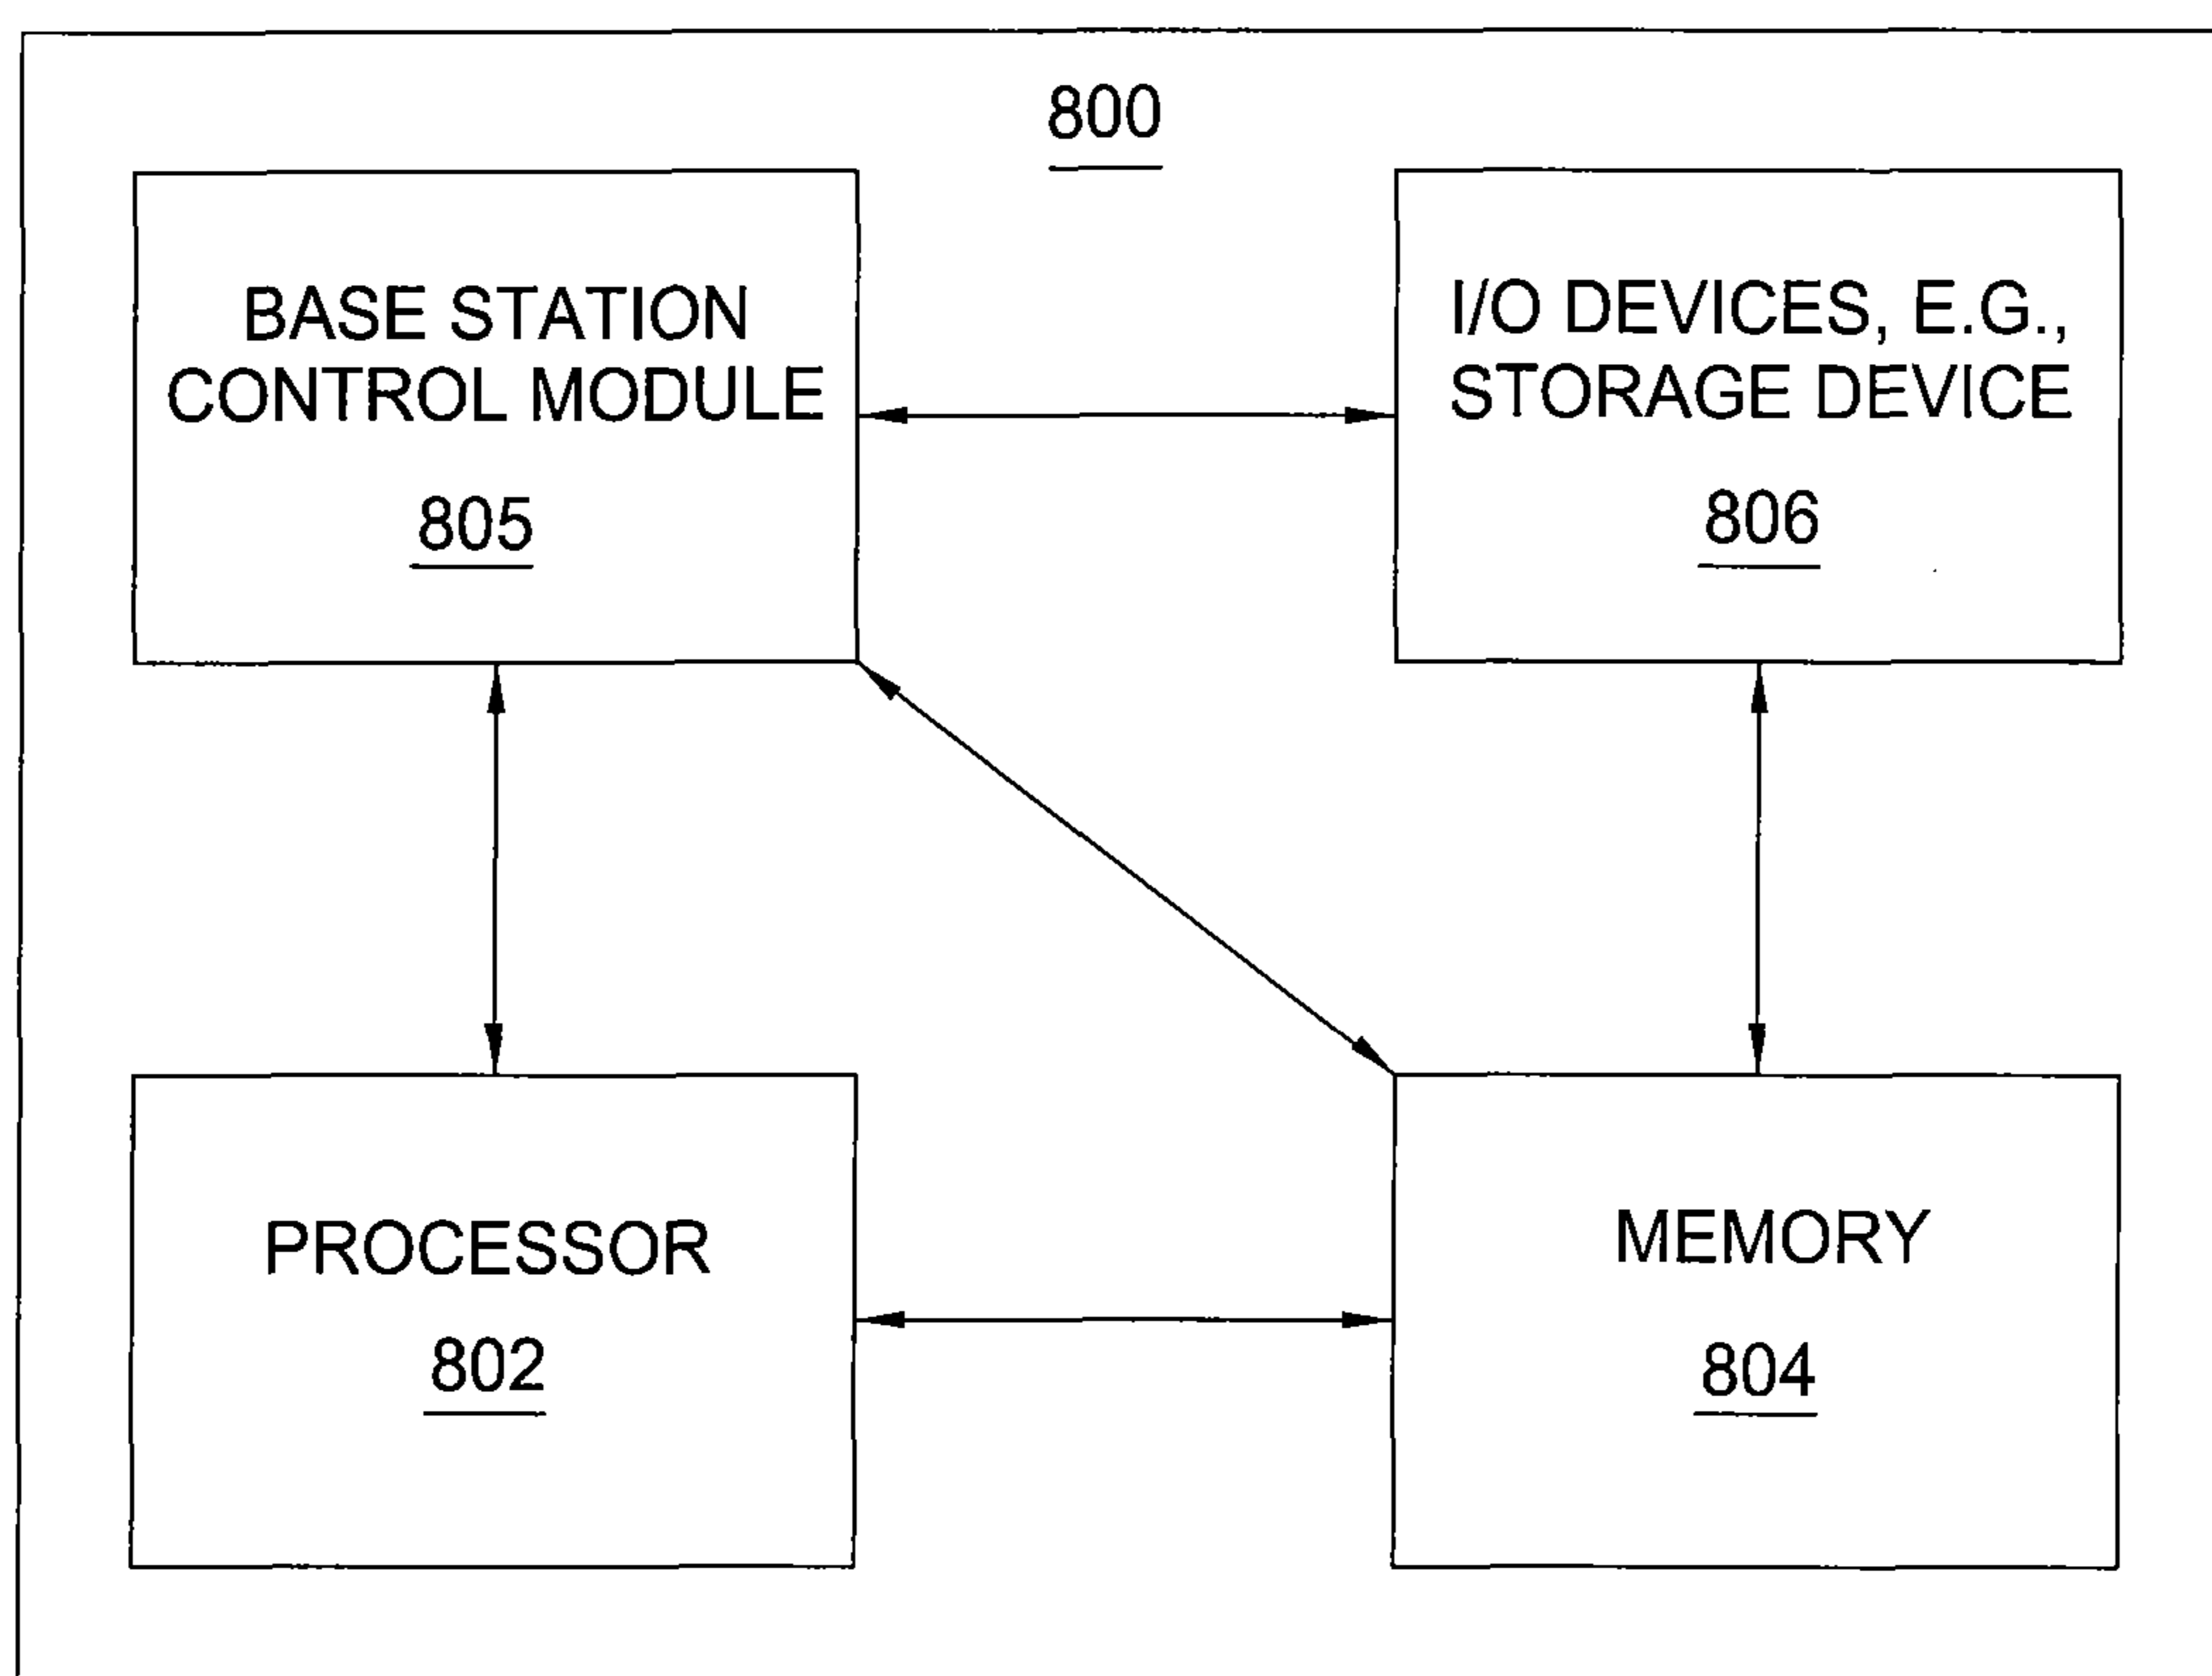 800
BASE STATION
CONTROL MODULE
805
I/O DEVICES, E.G.,
STORAGE DEVICE
806
PROCESSOR
802
MEMORY
804